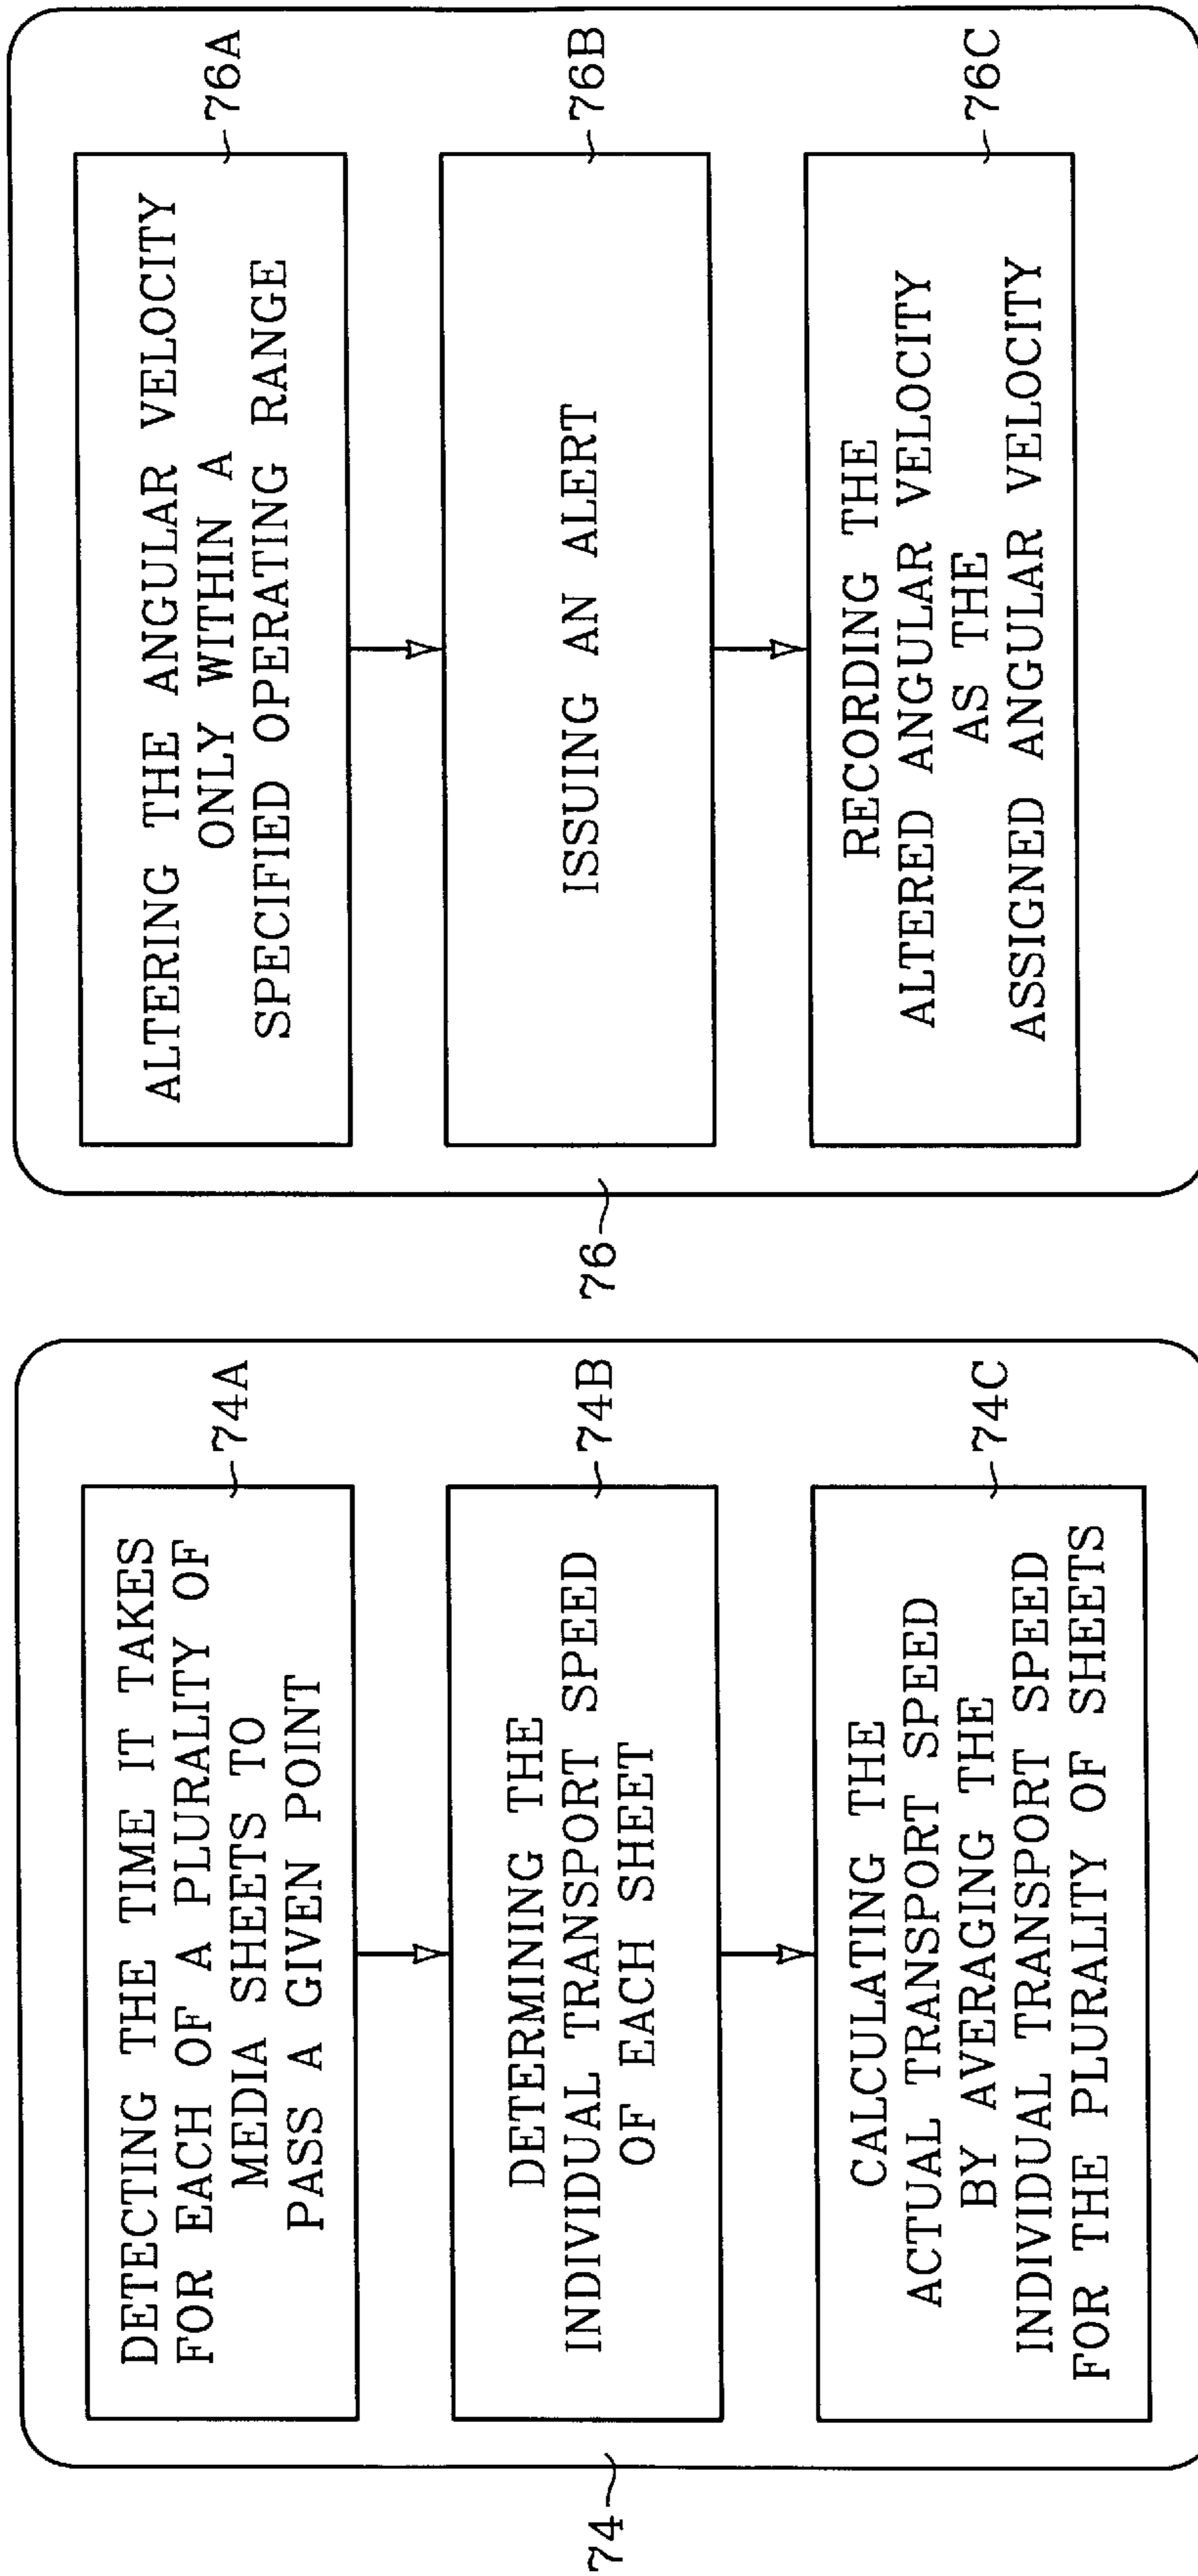 74
DETECTING THE TIME IT TAKES
FOR EACH OF A PLURALITY OF
MEDIA SHEETS TO
PASS A GIVEN POINT
74A
DETERMINING THE
INDIVIDUAL TRANSPORT SPEED
OF EACH SHEET
74B
CALCULATING THE
ACTUAL TRANSPORT SPEED
BY AVERAGING THE
INDIVIDUAL TRANSPORT SPEED
FOR THE PLURALITY OF SHEETS
74C
76
ALTERING THE ANGULAR VELOCITY
ONLY WITHIN A
SPECIFIED OPERATING RANGE
76A
ISSUING AN ALERT
76B
RECORDING THE
ALTERED ANGULAR VELOCITY
AS THE
ASSIGNED ANGULAR VELOCITY
76C